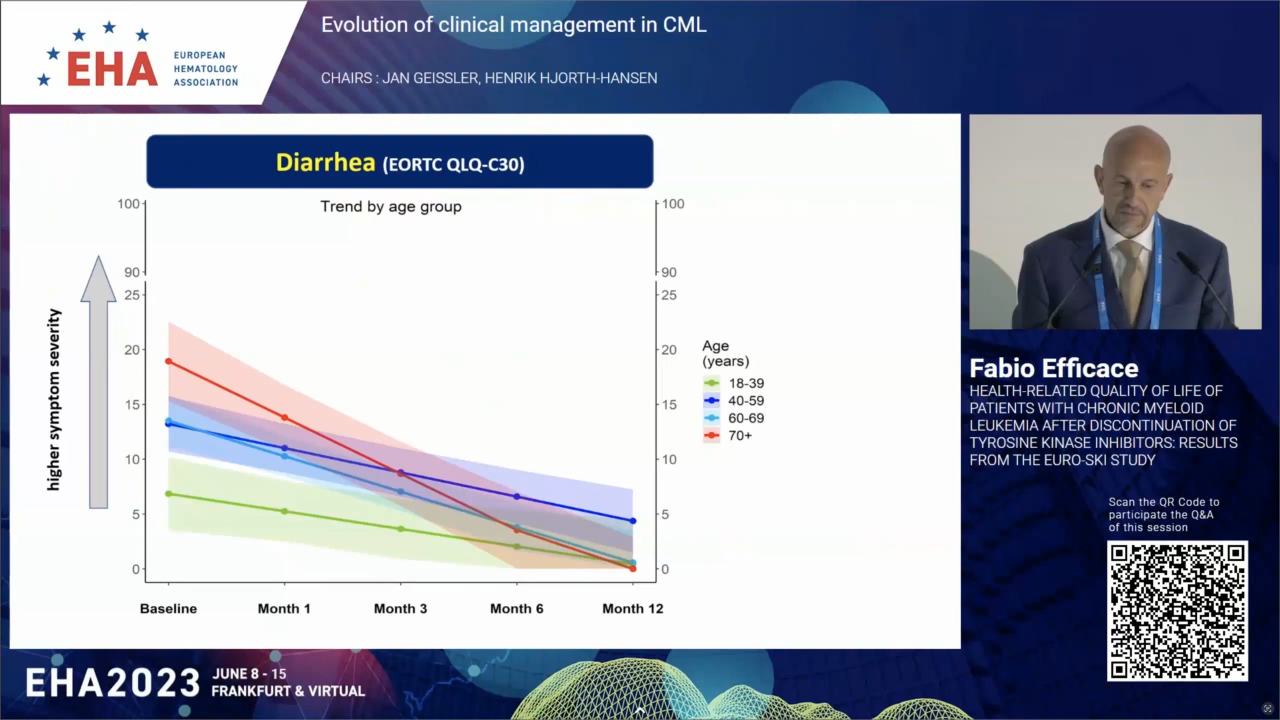 EHA
EUROPEAN
HEMATOLOGY
ASSOCIATION
Evolution of clinical management in CML
CHAIRS : JAN GEISSLER, HENRIK HJORTH-HANSEN
Diarrhea (EORTC QLQ-C30)
Trend by age group
higher symptom severity
100
90
25
20
15
10
5
0
100
90
25
20
15
10
5
0
Baseline
Month 1
Month 3
Month 6
Month 12
Age
(years)
18-39
40-59
60-69
70+
Fabio Efficace
HEALTH-RELATED QUALITY OF LIFE OF
PATIENTS WITH CHRONIC MYELOID
LEUKEMIA AFTER DISCONTINUATION OF
TYROSINE KINASE INHIBITORS: RESULTS
FROM THE EURO-SKI STUDY
Scan the QR Code to
participate the Q&A
of this session
EHA2023
JUNE 8 - 15
FRANKFURT & VIRTUAL